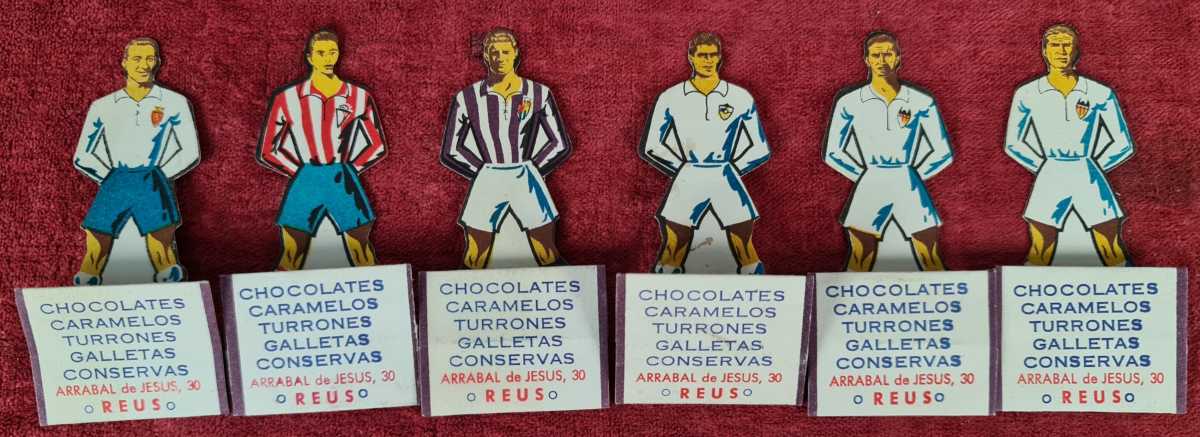 CHOCOLATES
CARAMELOS
TURRONES
GALLETAS
CONSERVAS
ARRABAL de JESUS, 30
REUS
CHOCOLATES
CARAMELOS
TURRONES
GALLETAS
CONSERVAS
ARRABAL de JESUS, 30
REUS
CHOCOLATES
CARAMELOS
TURRONES
GALLETAS
CONSERVAS
ARRABAL de JESUS, 30
REUS
CHOCOLATES
CARAMELOS
TURRONES
GALLETAS
CONSERVAS
ARRABAL de JESUS, 30
REUS
CHOCOLATES
CARAMELOS
TURRONES
GALLETAS
CONSERVAS
ARRABAL de JESUS, 30
REUS
CHOCOLATES
CARAMELOS
TURRONES
GALLETAS
CONSERVAS
ARRABAL de JESUS, 30
REUS